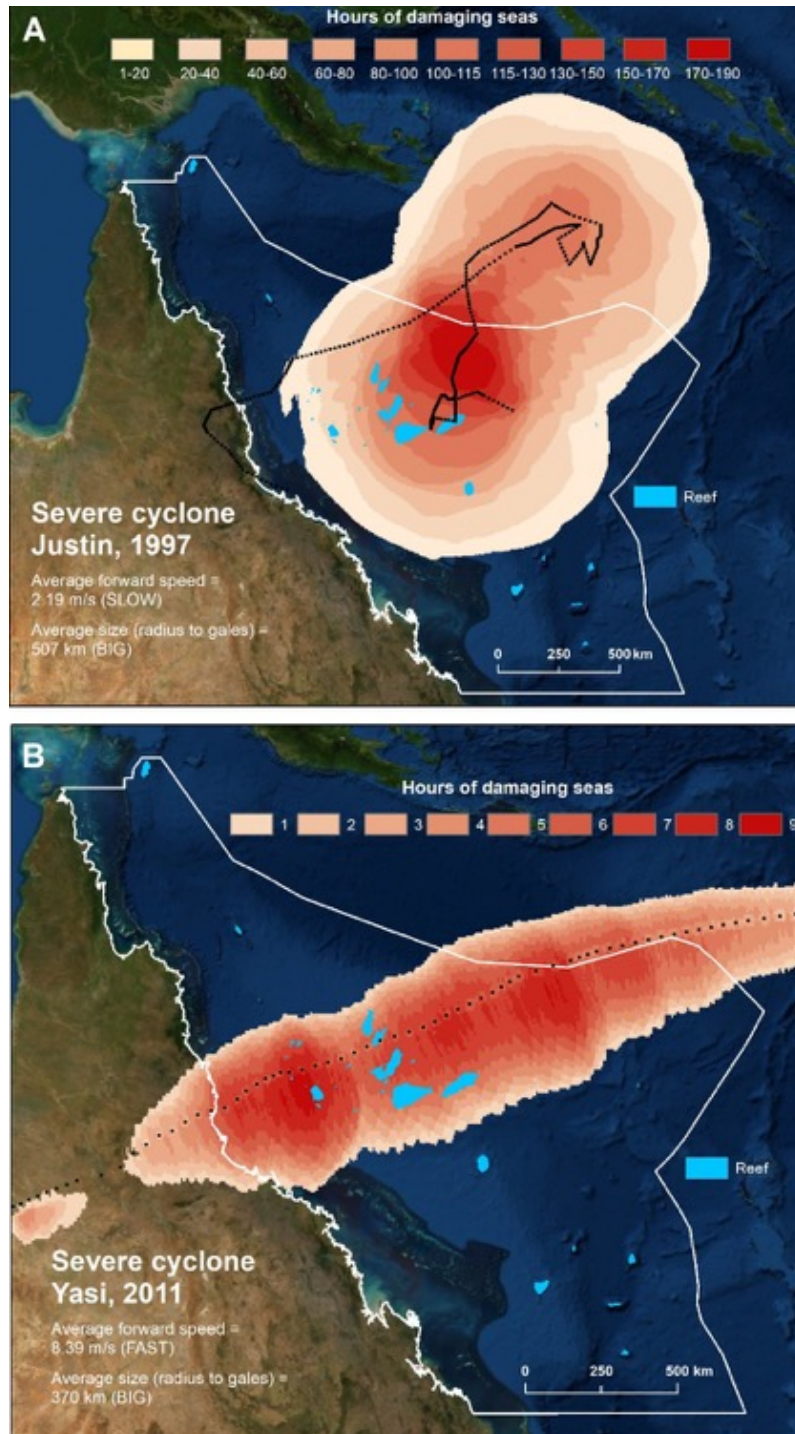 A
Hours of damaging seas
1-20 20-40 40-60 60-80 80-100 100-115 115-130 130-150 150-170 170-190
Reef
Severe cyclone
Justin, 1997
Average forward speed =
2.19 m/s (SLOW)
Average size (radius to gales) =
507 km (BIG)
0 250 500 km
B
Hours of damaging seas
1 2 3 4 5 6 7 8 9
Reef
Severe cyclone
Yasi, 2011
Average forward speed =
8.39 m/s (FAST)
Average size (radius to gales) =
370 km (BIG)
0 250 500 km